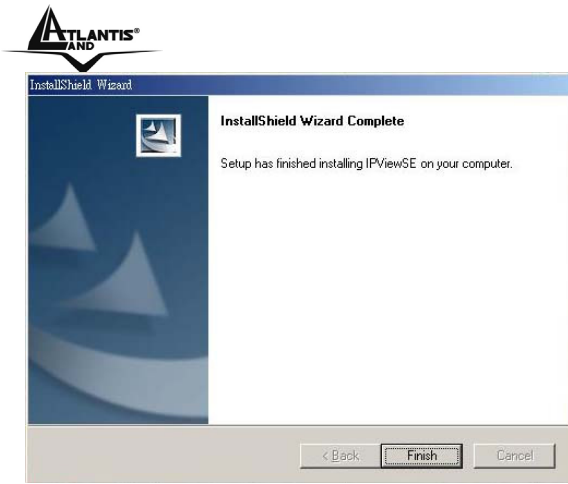 ATLANTIS®
AND
InstallShield Wizard
InstallShield Wizard Complete
Setup has finished installing IPViewSE on your computer.
< Back
Finish
Cancel